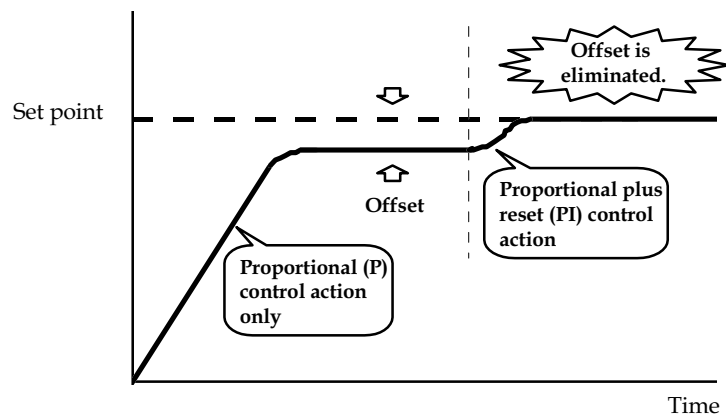 Offset is
eliminated.
Set point
Offset
Proportional plus
reset (PI) control
action
Proportional (P)
control action
only
Time